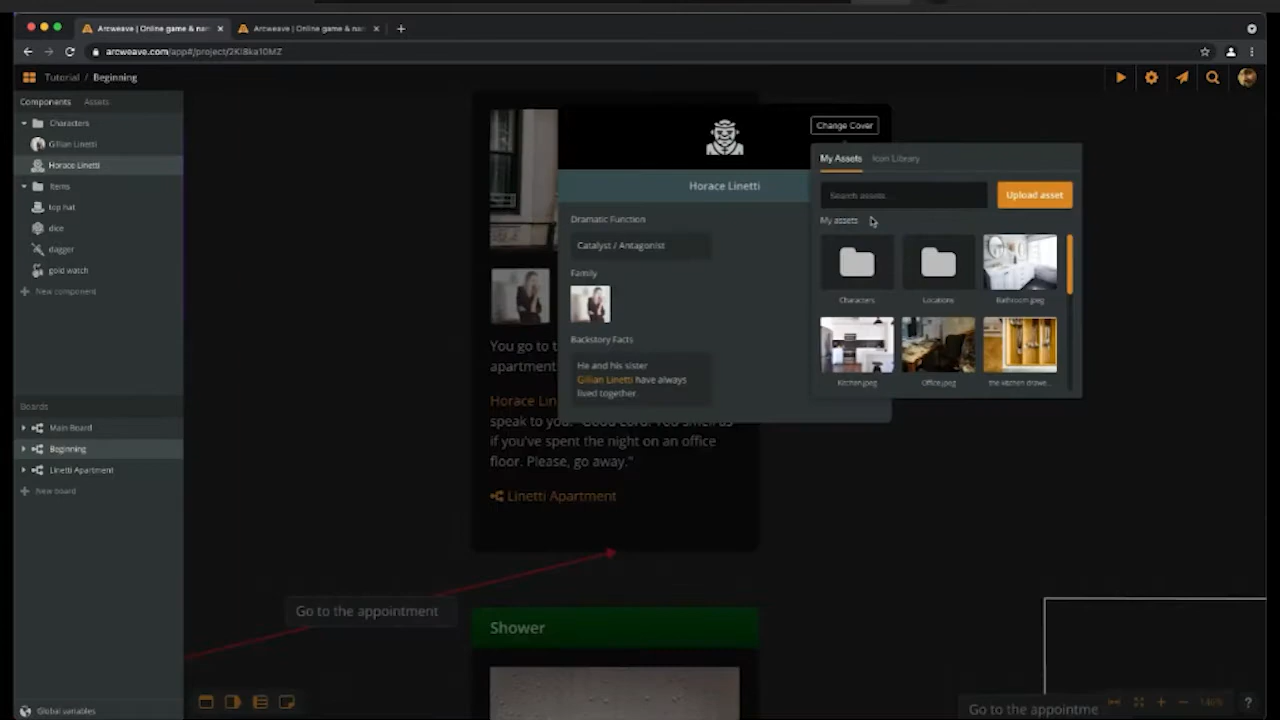 Arcweave | Online game & nar
Arcweave | Online game & nar
arcweave.com/app#/project/2Kl8ka10MZ
Tutorial / Beginning
Components Assets
Characters
Gillian Linetti
Horace Linetti
Items
top hat
dice
dagger
gold watch
New component
Boards
Main Board
Beginning
Linetti Apartment
New board
Global variables
Change Cover
Horace Linetti
Dramatic Function
Catalyst / Antagonist
Family
Backstory Facts
He and his sister
Gillian Linetti have always
lived together.
My Assets Icon Library
Search assets...
Upload asset
My assets
Characters
Locations
Bathroom.jpeg
Kitchen.jpeg
Office.jpeg
the kitchen drawe...
You go to t
apartment
Horace Lin
speak to you. "Good Lord! You smell as
if you've spent the night on an office
floor. Please, go away."
Linetti Apartment
Go to the appointment
Shower
Go to the appointme
146%
?